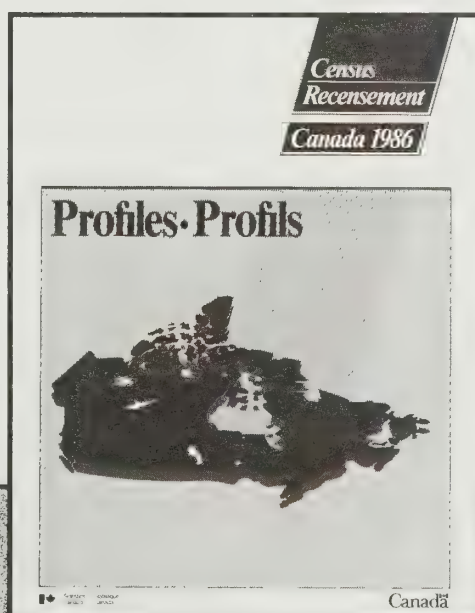 Census
Recensement
Canada 1986
Profiles • Profils
Canada